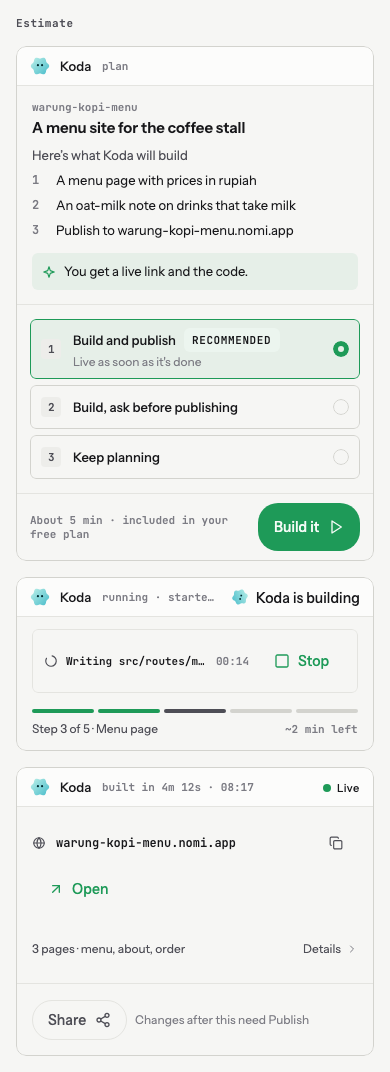 Estimate
Koda plan
warung-kopi-menu
A menu site for the coffee stall
Here's what Koda will build
1 A menu page with prices in rupiah
2 An oat-milk note on drinks that take milk
3 Publish to warung-kopi-menu.nomi.app
You get a live link and the code.
1 Build and publish RECOMMENDED
Live as soon as it's done
2 Build, ask before publishing
3 Keep planning
About 5 min · included in your
free plan
Build it
Koda running · starte… Koda is building
Writing src/routes/m… 00:14 Stop
Step 3 of 5 · Menu page ~2 min left
Koda built in 4m 12s · 08:17 Live
warung-kopi-menu.nomi.app
Open
3 pages · menu, about, order Details
Share Changes after this need Publish